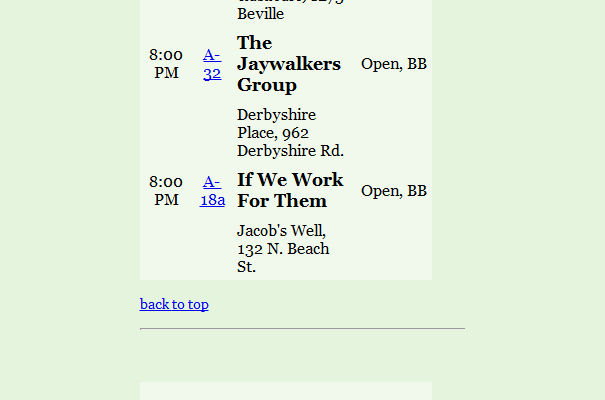 Beville
8:00 PM A-32 The Jaywalkers Group Open, BB
Derbyshire
Place, 962
Derbyshire Rd.
8:00 PM A-18a If We Work For Them Open, BB
Jacob's Well,
132 N. Beach
St.
back to top